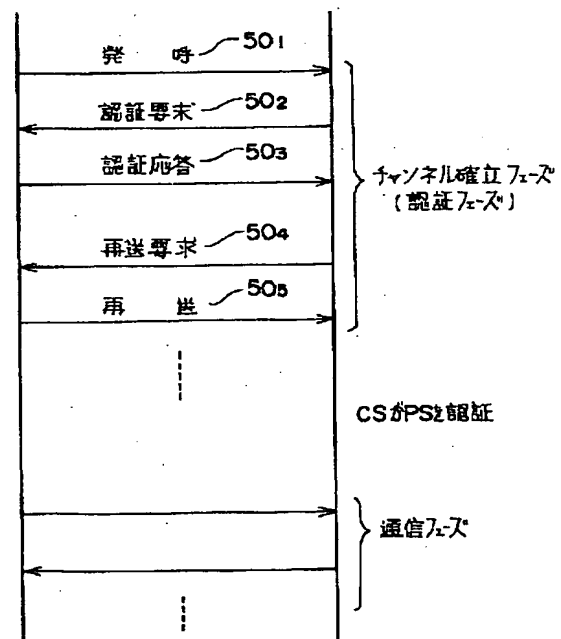 発 呼 501
認証要求 502
認証応答 503
チャンネル確立フェーズ
(認証フェーズ)
再送要求 504
再 送 505
CSがPSを認証
通信フェーズ